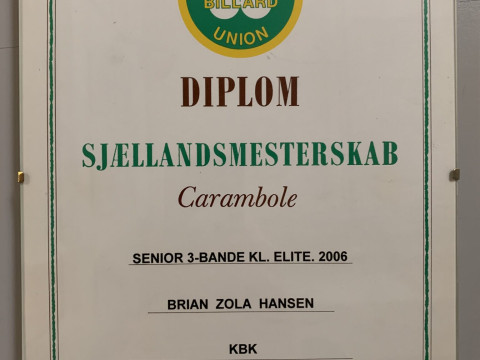 BILLARD
UNION
DIPLOM
SJÆLLANDSMESTERSKAB
Carambole
SENIOR 3-BANDE KL. ELITE. 2006
BRIAN ZOLA HANSEN
KBK